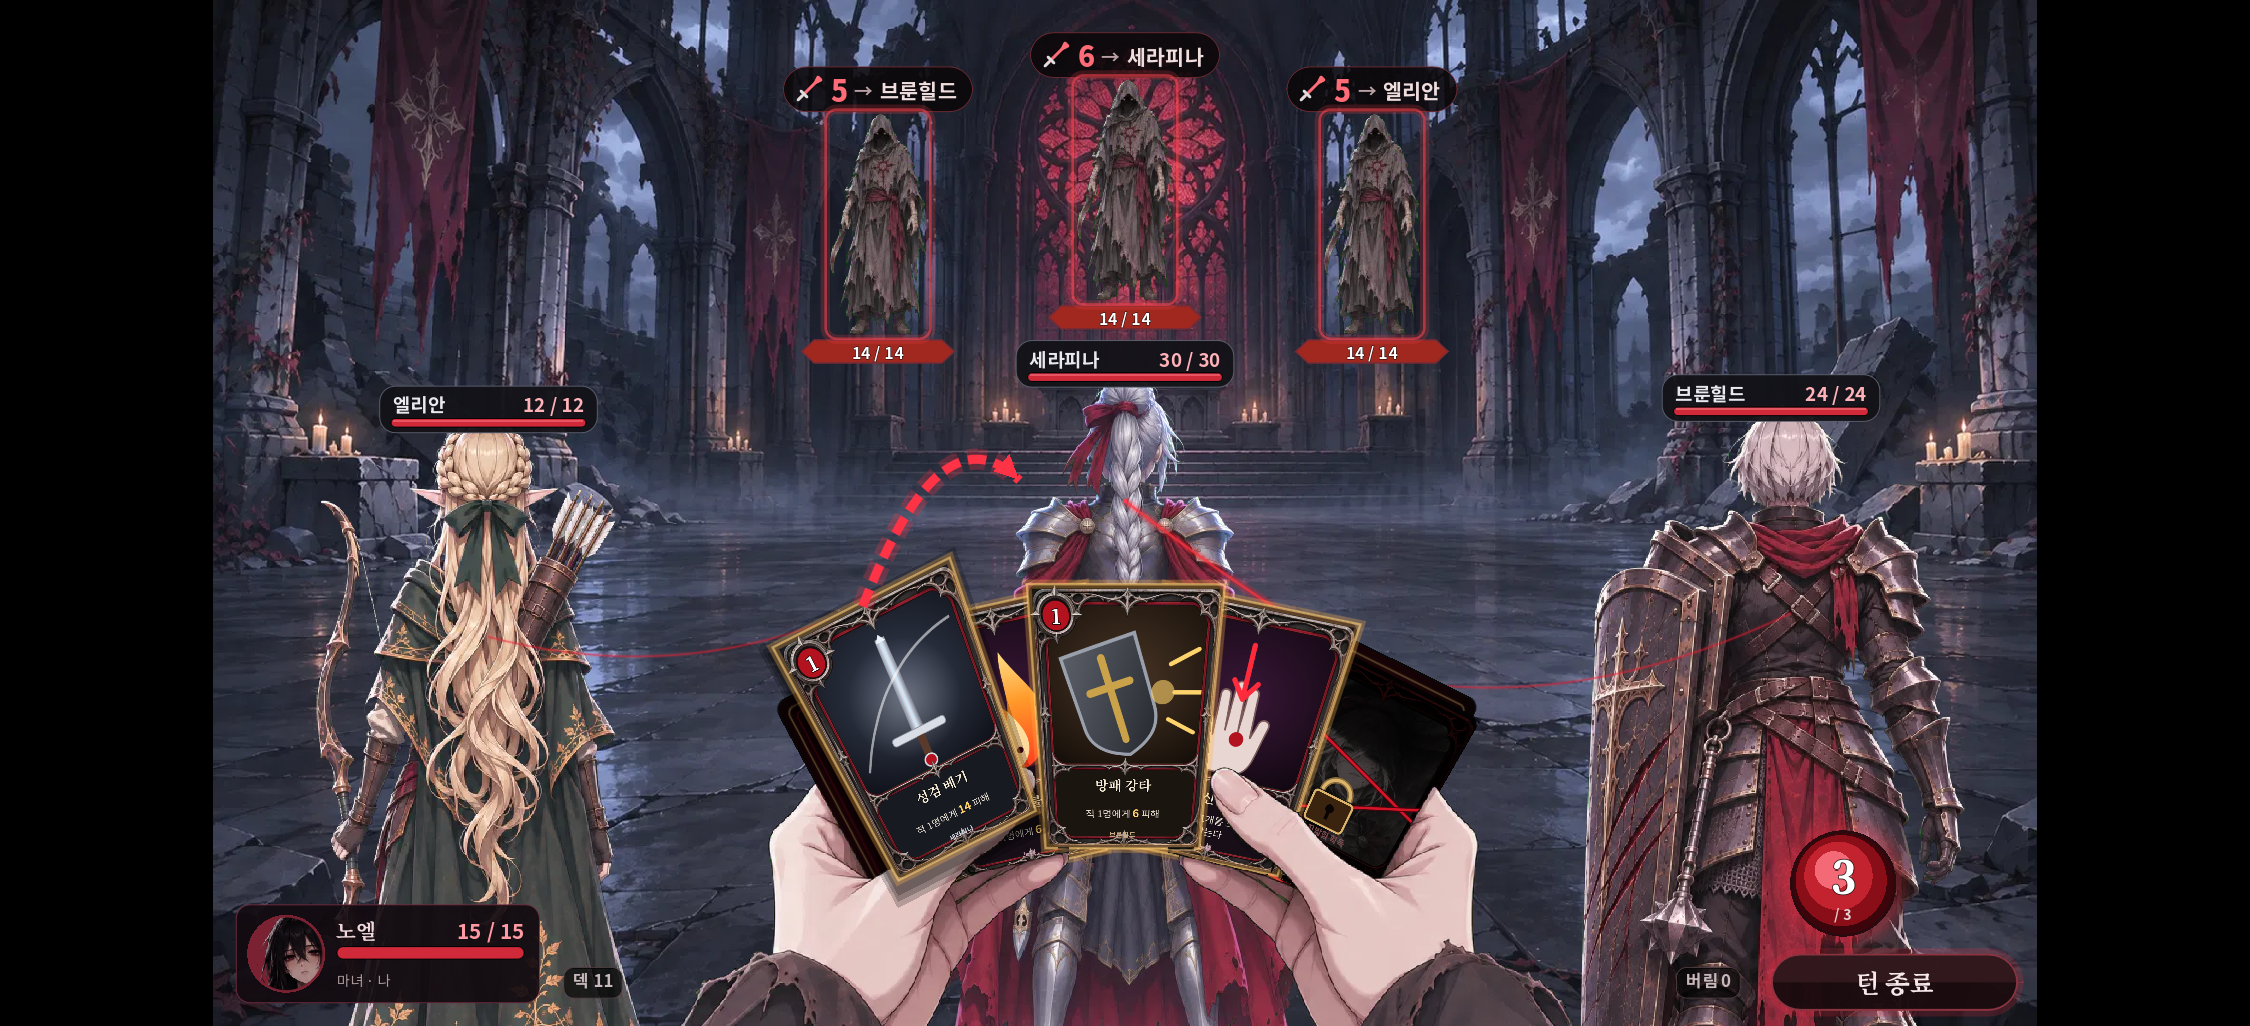 6 → 세라피나
5 → 브룬힐드
5 → 엘리안
14 / 14
14 / 14
14 / 14
세라피나 30 / 30
엘리안 12 / 12
브룬힐드 24 / 24
1
성검 베기
적 1명에게 14 피해
세라피나
1
방패 강타
적 1명에게 6 피해
브룬힐드
3
/ 3
노엘 15 / 15
마녀 · 나
덱 11
버림 0
턴 종료